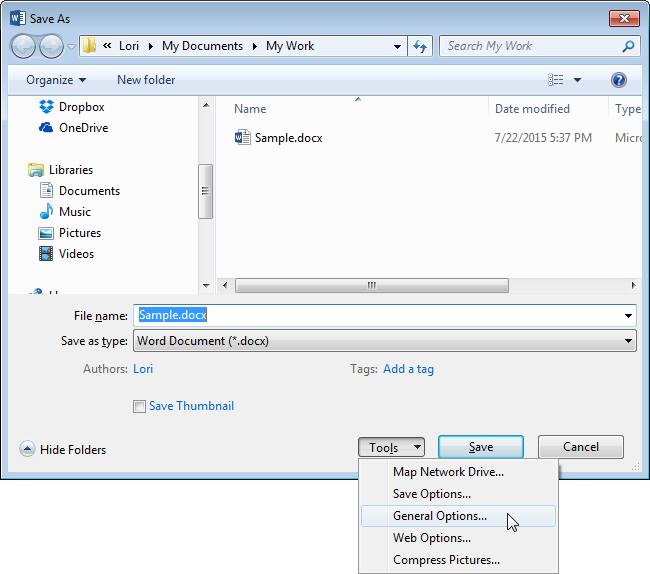 Save As
« Lori ▸ My Documents ▸ My Work
Search My Work
Organize New folder
Name Date modified Type
Dropbox
OneDrive
Sample.docx 7/22/2015 5:37 PM Micro
Libraries
Documents
Music
Pictures
Videos
File name: Sample.docx
Save as type: Word Document (*.docx)
Authors: Lori Tags: Add a tag
Save Thumbnail
Hide Folders Tools Save Cancel
Map Network Drive...
Save Options...
General Options...
Web Options...
Compress Pictures...